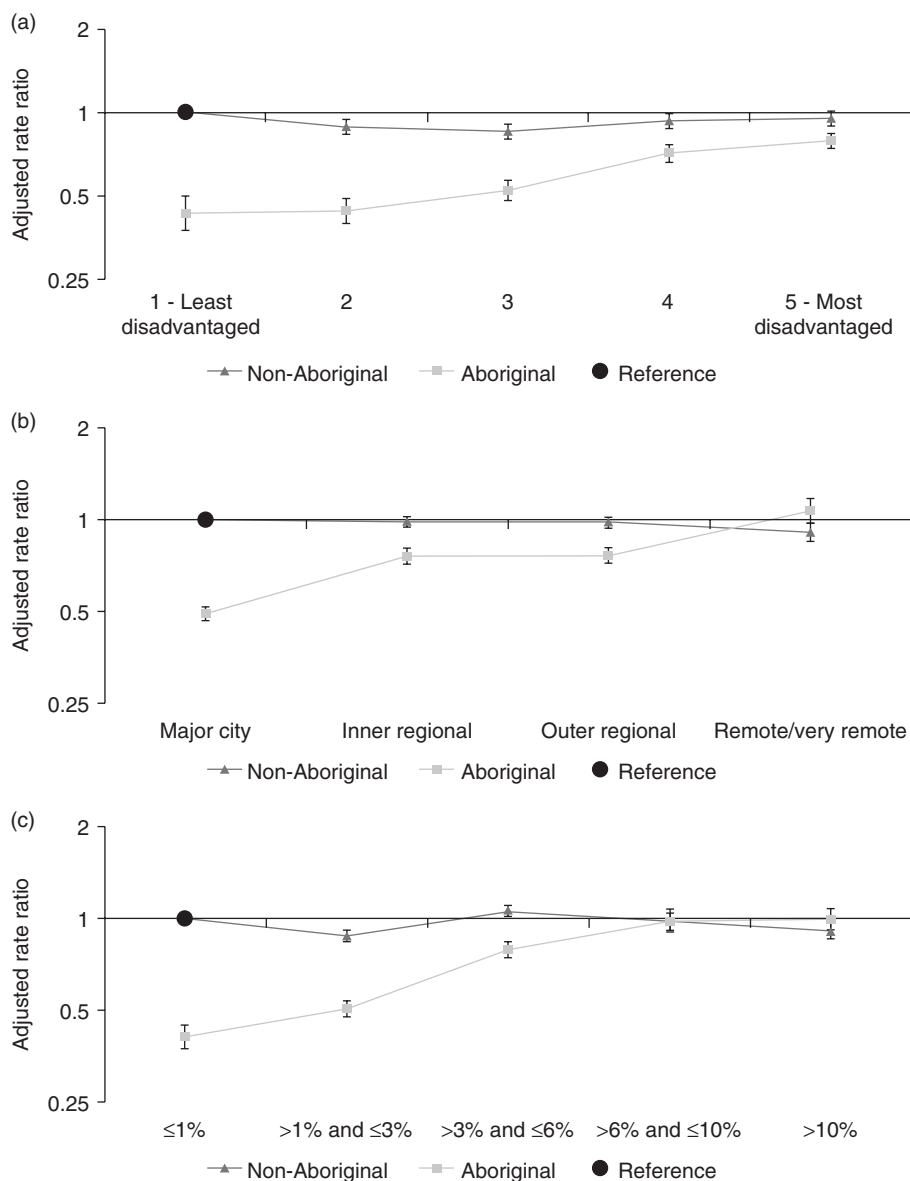 (a)
2
1
0.5
0.25
Adjusted rate ratio
1 - Least disadvantaged
2
3
4
5 - Most disadvantaged
Non-Aboriginal Aboriginal Reference
(b)
2
1
0.5
0.25
Adjusted rate ratio
Major city Inner regional Outer regional Remote/very remote
Non-Aboriginal Aboriginal Reference
(c)
2
1
0.5
0.25
Adjusted rate ratio
≤1% >1% and ≤3% >3% and ≤6% >6% and ≤10% >10%
Non-Aboriginal Aboriginal Reference